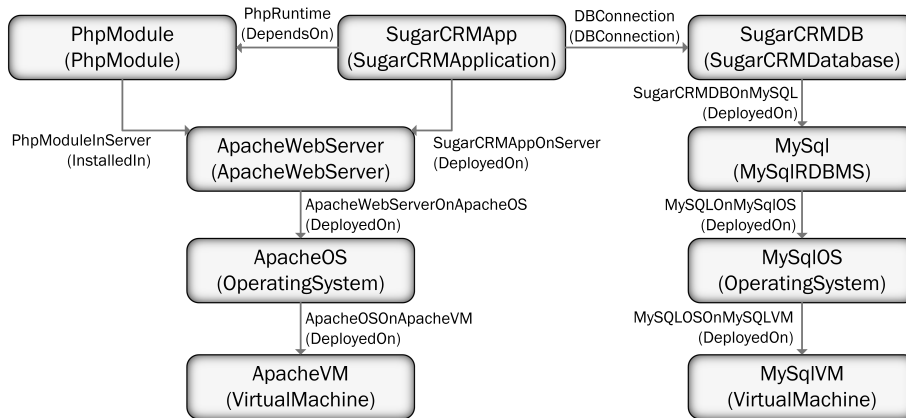 PhpModule
(PhpModule)
PhpRuntime
(DependsOn)
SugarCRMApp
(SugarCRMApplication)
DBConnection
(DBConnection)
SugarCRMDB
(SugarCRMDatabase)
PhpModuleInServer
(InstalledIn)
SugarCRMAppOnServer
(DeployedOn)
SugarCRMDBOnMySQL
(DeployedOn)
ApacheWebServer
(ApacheWebServer)
MySql
(MySqlRDBMS)
ApacheWebServerOnApacheOS
(DeployedOn)
MySQLOnMySqlOS
(DeployedOn)
ApacheOS
(OperatingSystem)
MySqlOS
(OperatingSystem)
ApacheOSOnApacheVM
(DeployedOn)
MySQLOSOnMySQLVM
(DeployedOn)
ApacheVM
(VirtualMachine)
MySqlVM
(VirtualMachine)